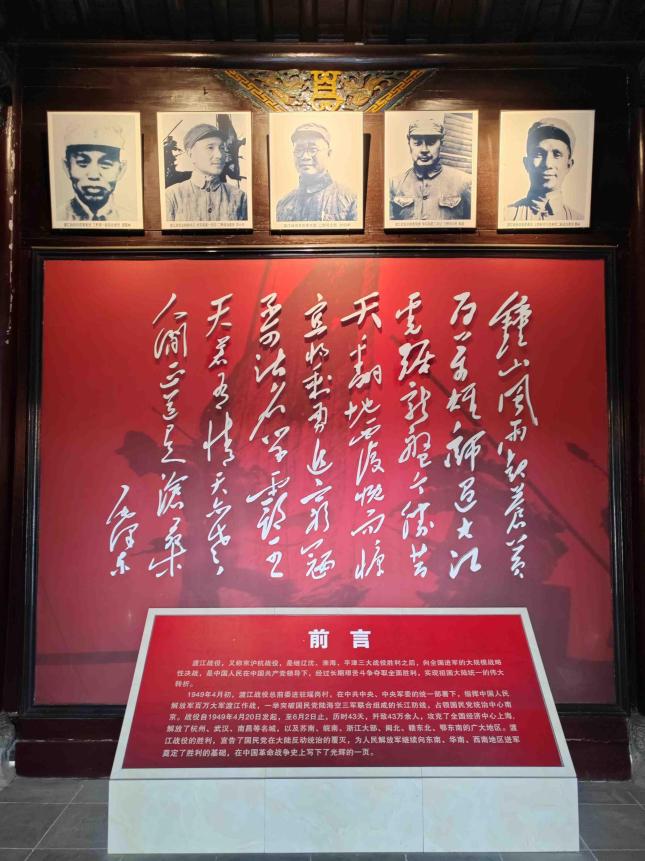 鍾山風雨起蒼黄
百万雄師過大江
虎踞龍盤今勝昔
天翻地覆慨而慷
宜将剩勇追窮寇
不可沽名学霸王
天若有情天亦老
人間正道是滄桑
毛泽东
前言
渡江战役，又称京沪杭战役，是继辽沈、淮海、平津三大战役胜利之后，向全国进军的大规模战略
性决战，是中国人民在中国共产党领导下，经过长期艰苦斗争夺取全面胜利，实现祖国大陆统一的伟大
转折。
1949年4月初，渡江战役总前委进驻瑶岗村，在中共中央、中央军委的统一部署下，指挥中国人民
解放军百万大军渡江作战，一举突破国民党陆海空三军联合组成的长江防线，占领国民党统治中心南
京。战役自1949年4月20日发起，至6月2日止，历时43天，歼敌43万余人，攻克了全国经济中心上海，
解放了杭州、武汉、南昌等名城，以及苏南、皖南、浙江大部、闽北、赣东北、鄂东南的广大地区。渡
江战役的胜利，宣告了国民党在大陆反动统治的覆灭，为人民解放军继续向东南、华南、西南地区进军
奠定了胜利的基础，在中国革命战争史上写下了光辉的一页。